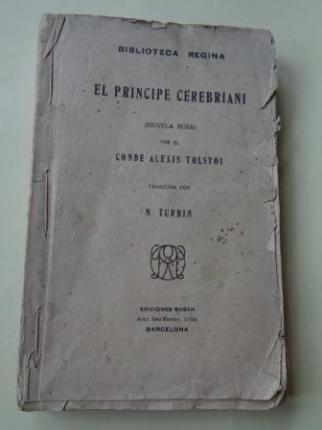 BIBLIOTECA REGINA
EL PRINCIPE CEREBRIANI
(NOVELA RUSA)
POR EL
CONDE ALEXIS TOLSTOI
TRADUCIDA POR
N. TURBIN
EDICIONES BOSCH
BARCELONA